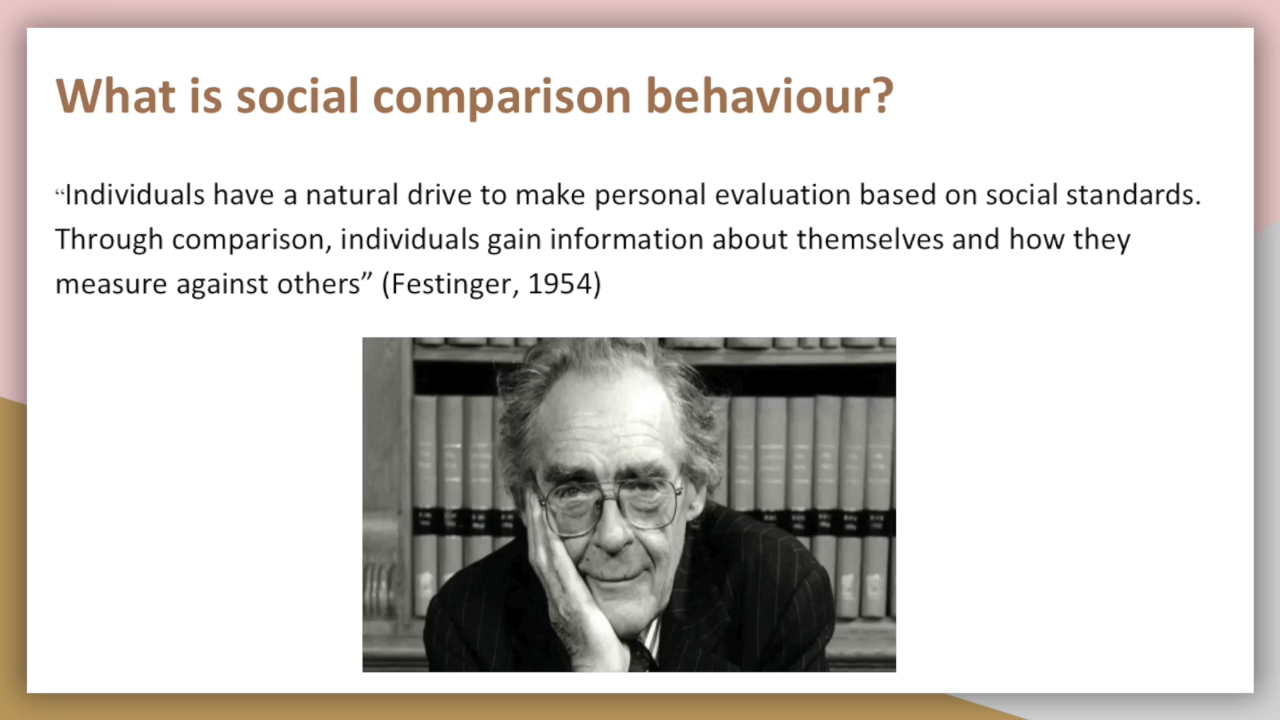 What is social comparison behaviour?
“Individuals have a natural drive to make personal evaluation based on social standards.
Through comparison, individuals gain information about themselves and how they
measure against others” (Festinger, 1954)